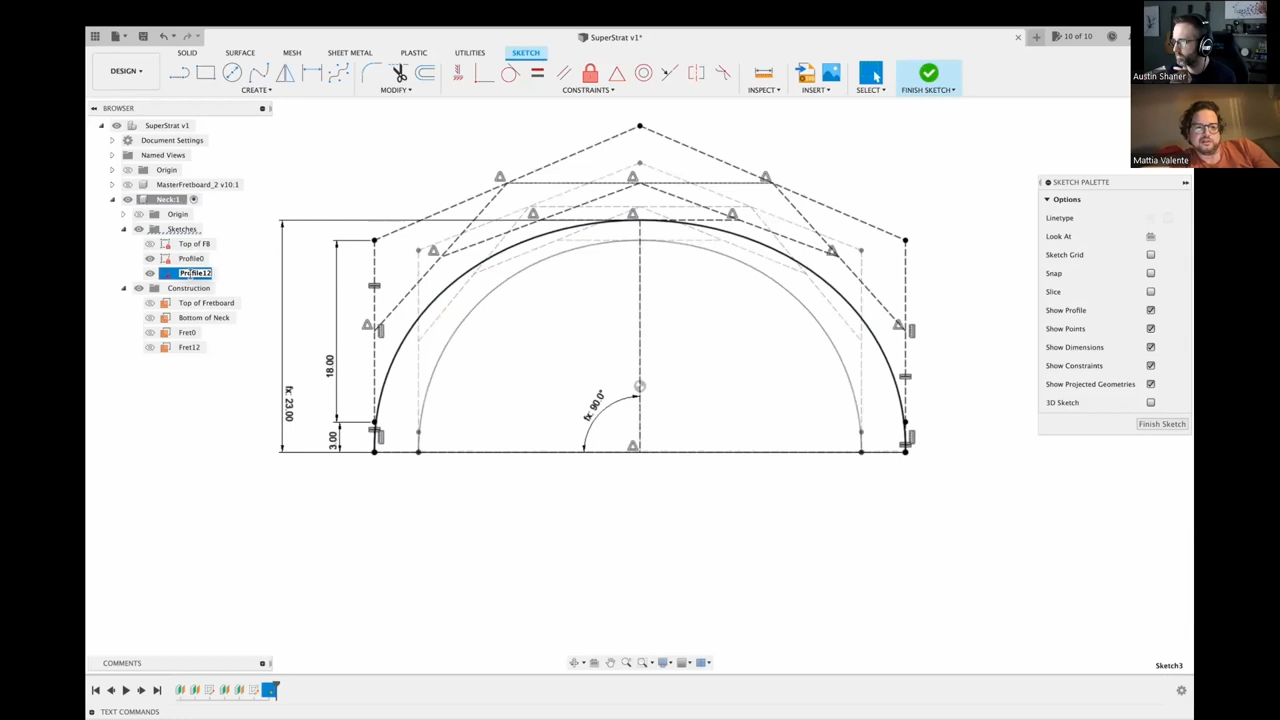 SuperStrat v1*
10 of 10
SOLID SURFACE MESH SHEET METAL PLASTIC UTILITIES SKETCH
DESIGN
CREATE MODIFY CONSTRAINTS INSPECT INSERT SELECT FINISH SKETCH
Austin Shaner
Mattia Valente
BROWSER
SuperStrat v1
Document Settings
Named Views
Origin
MasterFretboard_2 v10:1
Neck:1
Origin
Sketches
Top of FB
Profile0
Profile12
Construction
Top of Fretboard
Bottom of Neck
Fret0
Fret12
fx: 23.00
18.00
3.00
fx: 90.0°
SKETCH PALETTE
Options
Linetype
Look At
Sketch Grid
Snap
Slice
Show Profile
Show Points
Show Dimensions
Show Constraints
Show Projected Geometries
3D Sketch
Finish Sketch
COMMENTS
Sketch3
TEXT COMMANDS